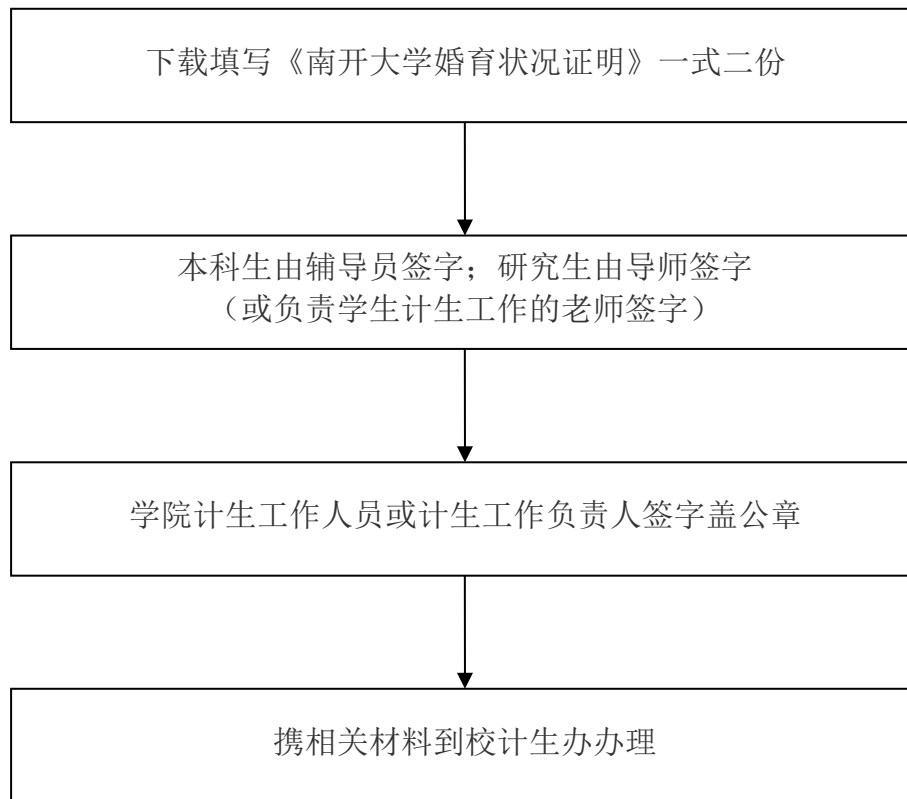 下载填写《南开大学婚育状况证明》一式二份
本科生由辅导员签字；研究生由导师签字
（或负责学生计生工作的老师签字）
学院计生工作人员或计生工作负责人签字盖公章
携相关材料到校计生办办理